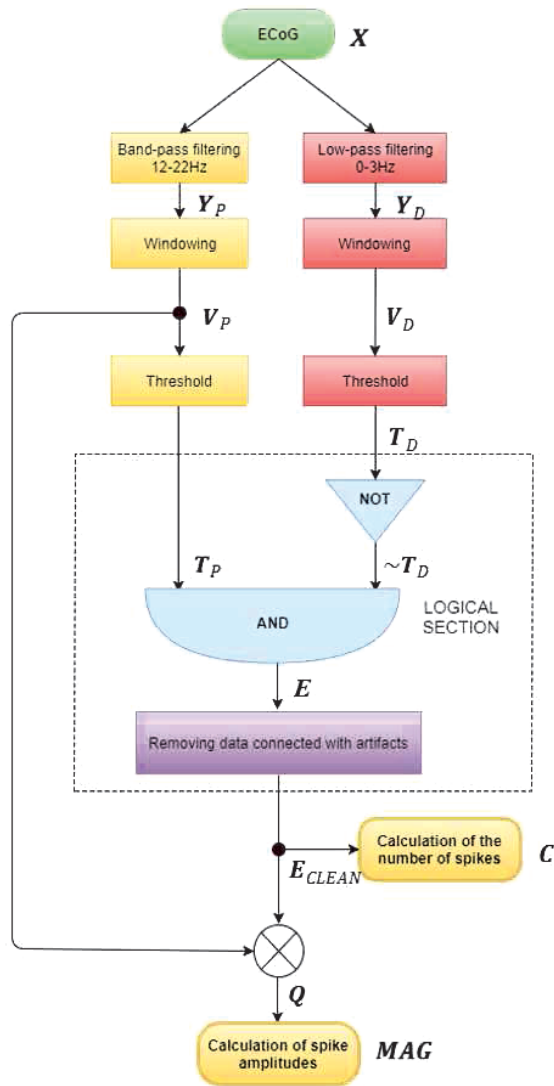 ECoG
X
Band-pass filtering
12-22Hz
Low-pass filtering
0-3Hz
Y_P
Y_D
Windowing
Windowing
V_P
V_D
Threshold
Threshold
T_D
NOT
T_P
~T_D
AND
LOGICAL
SECTION
E
Removing data connected with artifacts
Calculation of the
number of spikes
C
E_CLEAN
Q
Calculation of spike
amplitudes
MAG